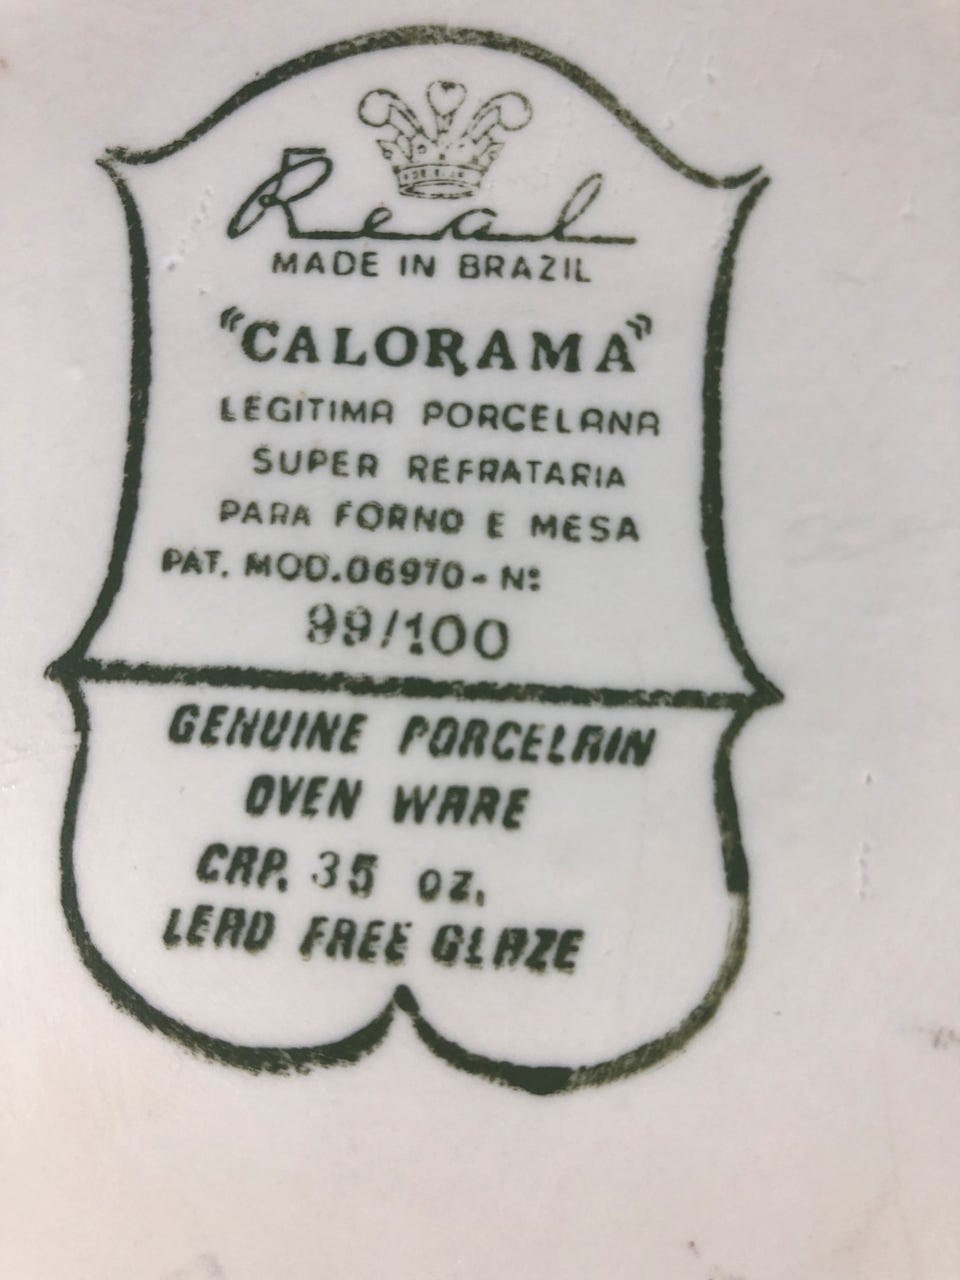 Real
MADE IN BRAZIL
"CALORAMA"
LEGITIMA PORCELANA
SUPER REFRATARIA
PARA FORNO E MESA
PAT. MOD.06970- Nº
99/100
GENUINE PORCELAIN
OVEN WARE
CAP. 35 OZ.
LEAD FREE GLAZE